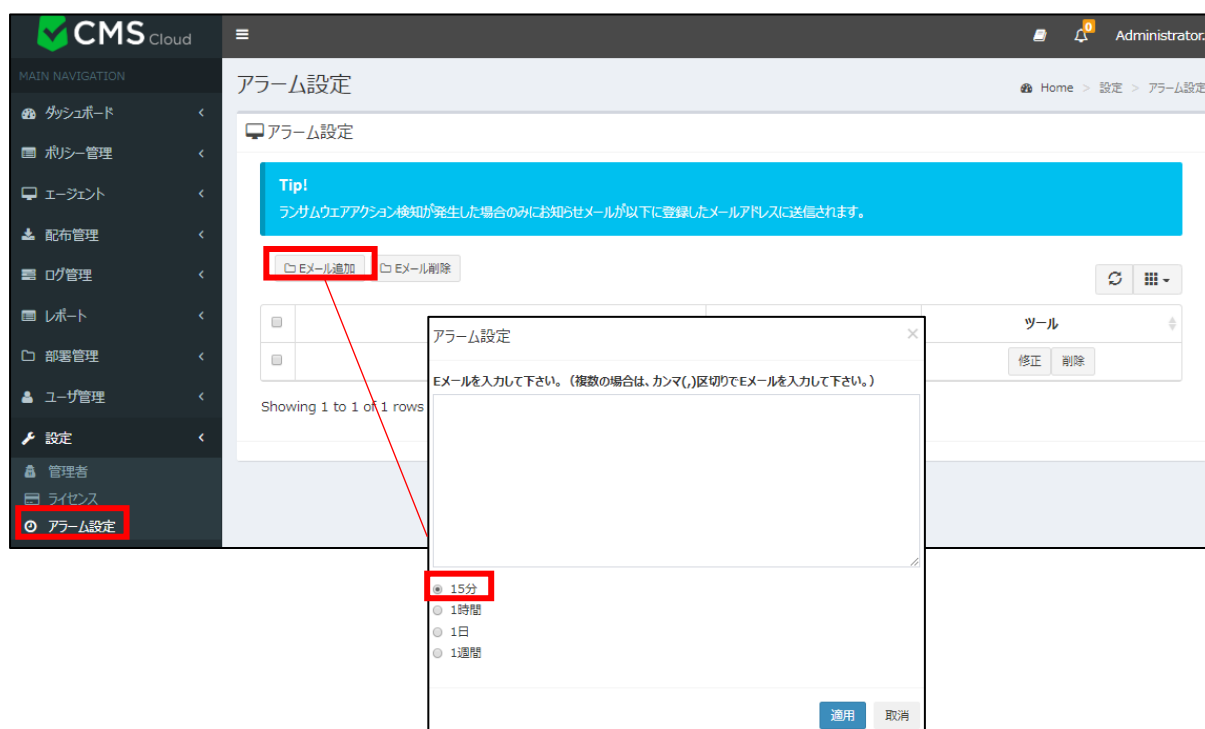 CMS Cloud
0
Administrator.
MAIN NAVIGATION
アラーム設定
Home > 設定 > アラーム設定
ダッシュボード
ポリシー管理
エージェント
配布管理
ログ管理
レポート
部署管理
ユーザ管理
設定
管理者
ライセンス
アラーム設定
アラーム設定
Tip!
ランサムウェアアクション検知が発生した場合のみにお知らせメールが以下に登録したメールアドレスに送信されます。
Eメール追加 Eメール削除
ツール
修正 削除
Showing 1 to 1 of 1 rows
アラーム設定 ×
Eメールを入力して下さい。（複数の場合は、カンマ(,)区切りでEメールを入力して下さい。）
15分
1時間
1日
1週間
適用 取消